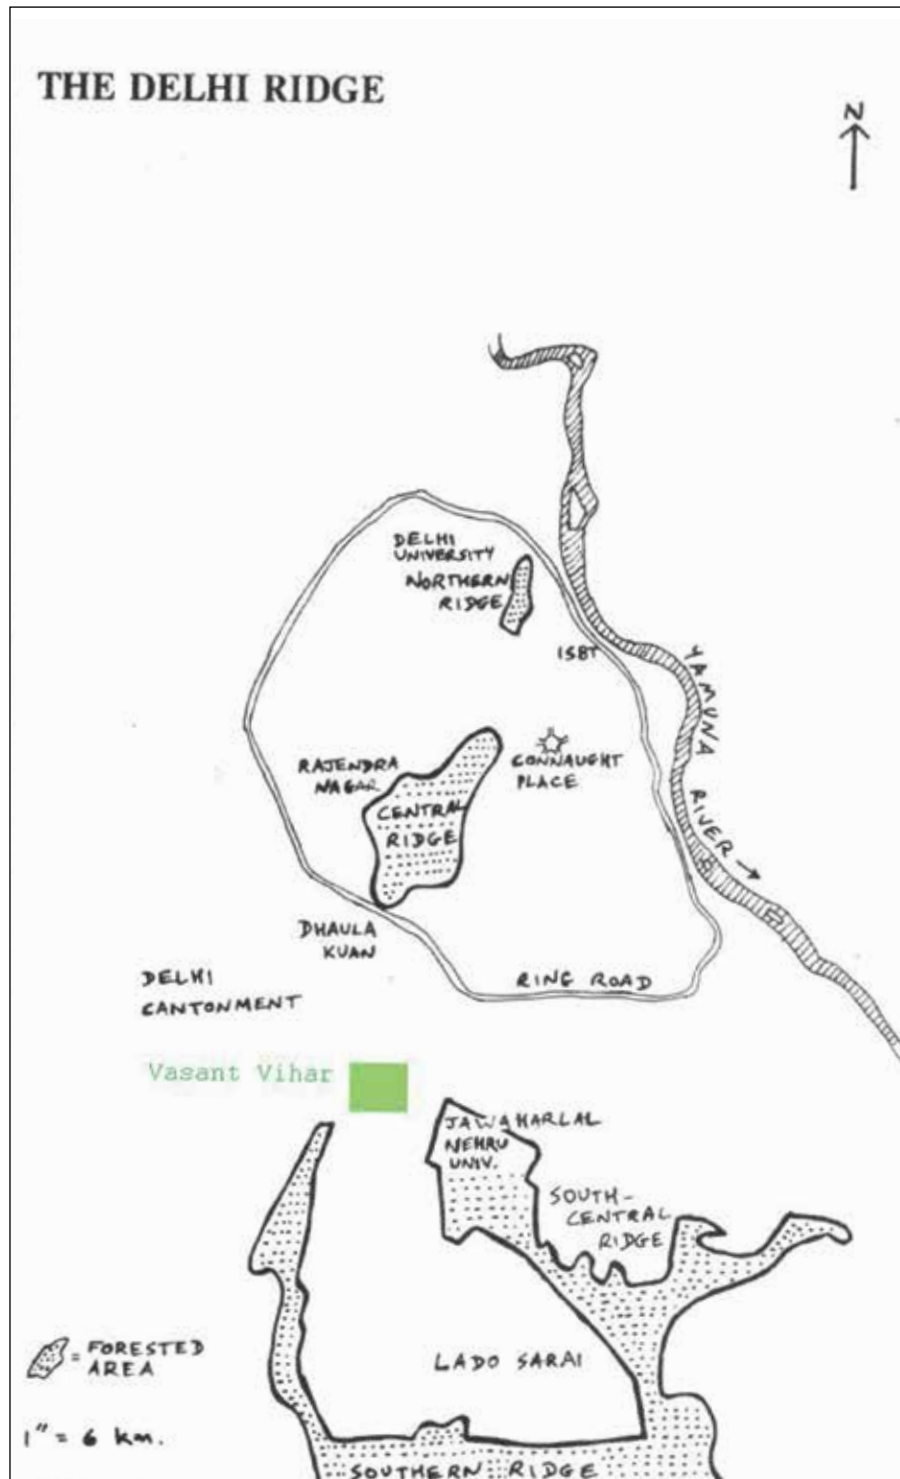 THE DELHI RIDGE
N
DELHI
UNIVERSITY
NORTHERN
RIDGE
ISBT
YAMUNA RIVER
RAJENDRA
NAGAR
CONNAUGHT
PLACE
CENTRAL
RIDGE
DHAULA
KUAN
DELHI
CANTONMENT
RING ROAD
Vasant Vihar
JAWAHARLAL
NEHRU
UNIV.
SOUTH-
CENTRAL
RIDGE
= FORESTED
AREA
LADO SARAI
1" = 6 km.
SOUTHERN RIDGE